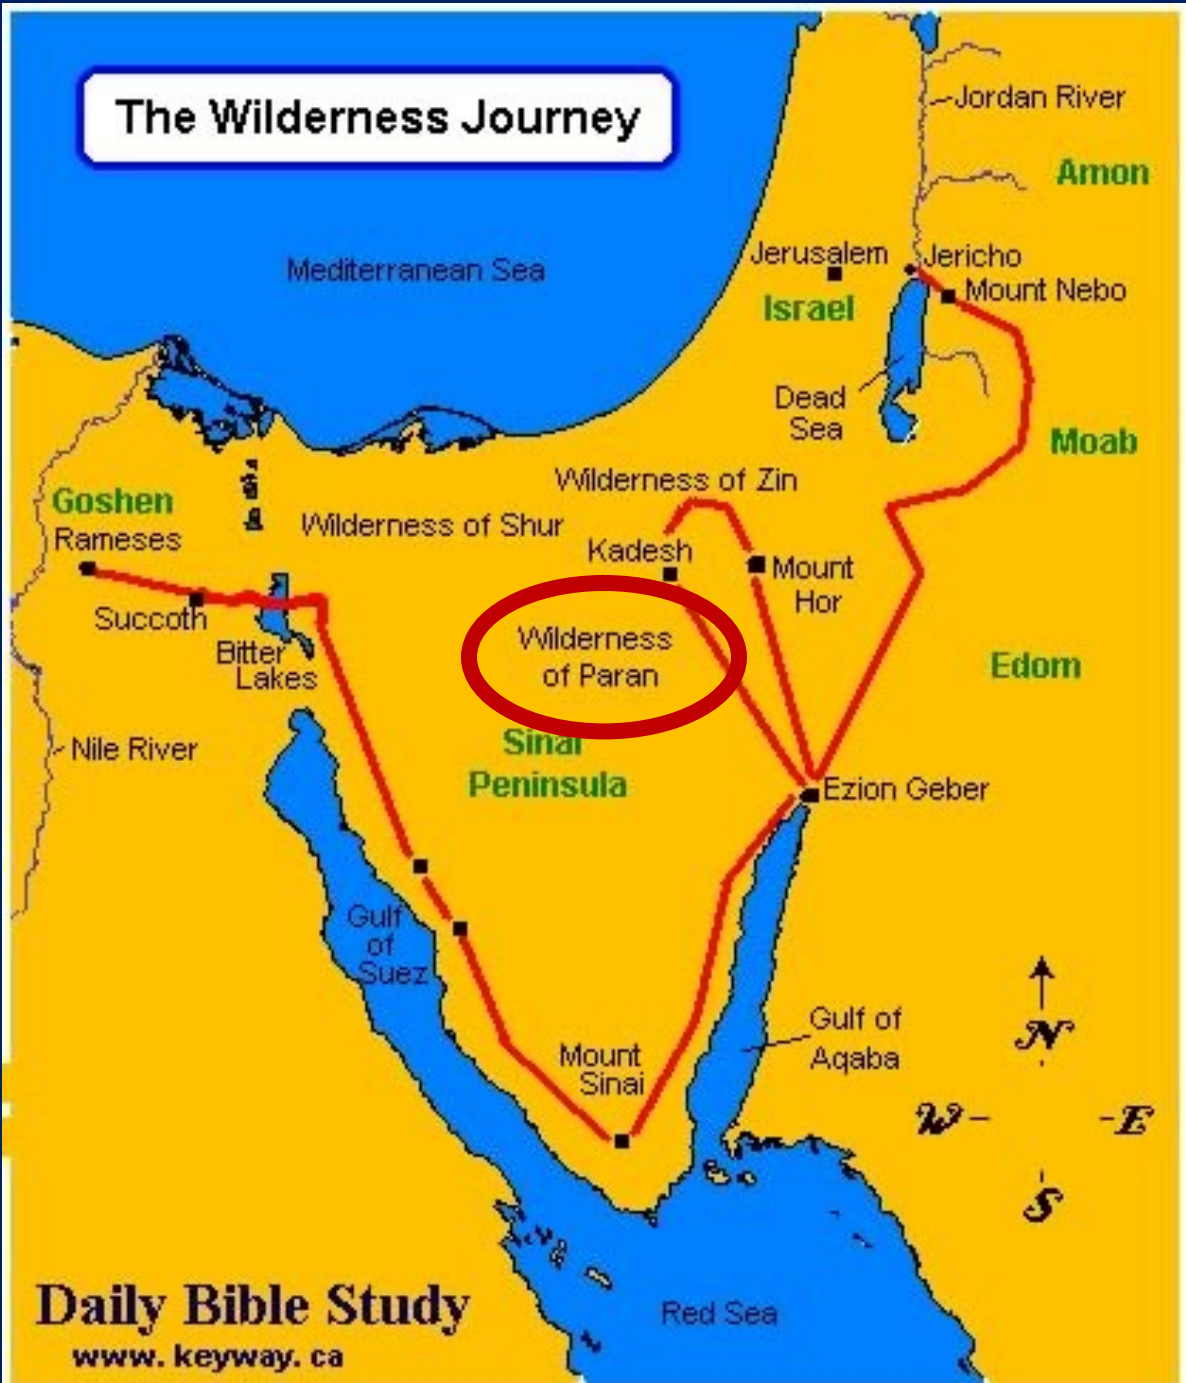 The Wilderness Journey
Jordan River
Amon
Mediterranean Sea
Jerusalem
Jericho
Mount Nebo
Israel
Dead
Sea
Moab
Wilderness of Zin
Goshen
Wilderness of Shur
Rameses
Kadesh
Mount
Hor
Succoth
Wilderness
of Paran
Bitter
Lakes
Edom
Nile River
Sinai
Peninsula
Ezion Geber
Gulf
of
Suez
Gulf of
Aqaba
Mount
Sinai
N
W
E
S
Daily Bible Study
www.keyway.ca
Red Sea